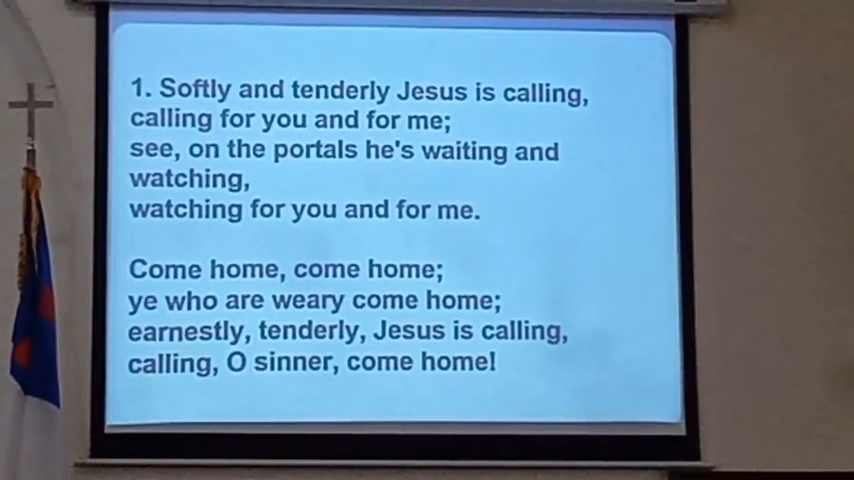 1. Softly and tenderly Jesus is calling,
calling for you and for me;
see, on the portals he's waiting and
watching,
watching for you and for me.
Come home, come home;
ye who are weary come home;
earnestly, tenderly, Jesus is calling,
calling, O sinner, come home!